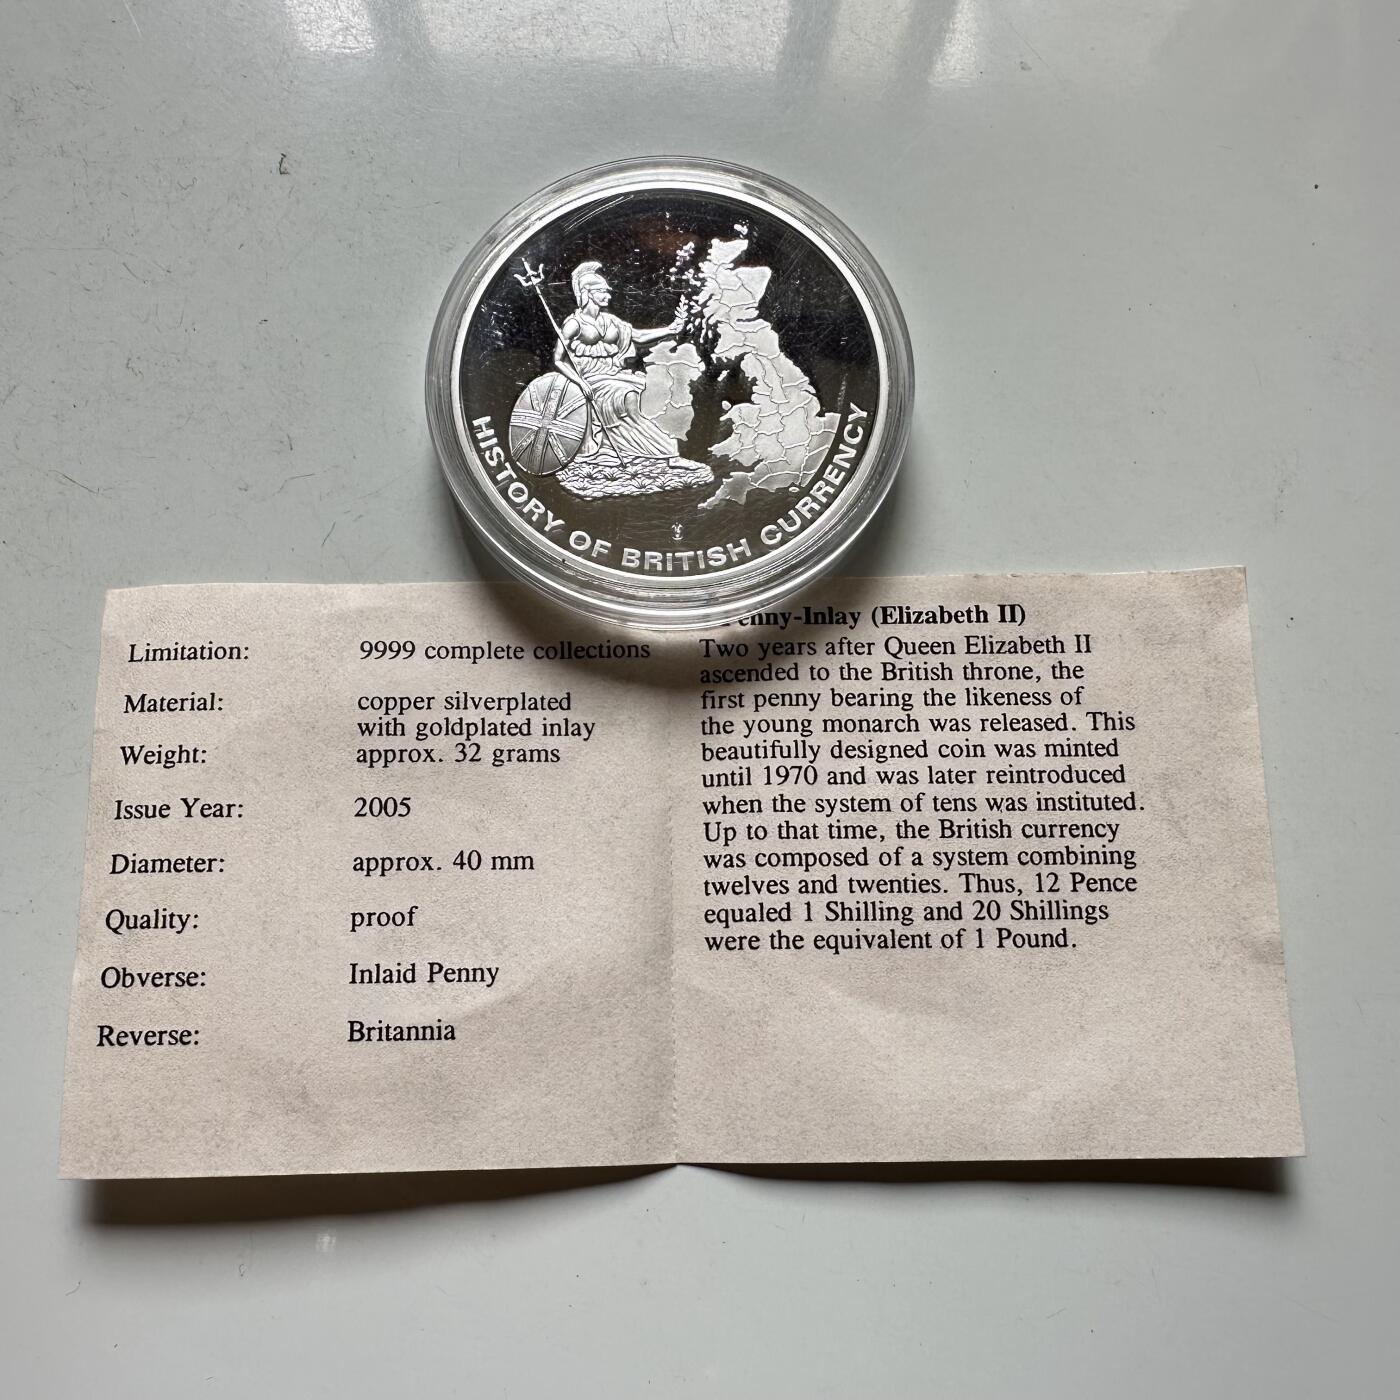 HISTORY OF BRITISH CURRENCY
Limitation: 9999 complete collections
Material: copper silverplated
with goldplated inlay
Weight: approx. 32 grams
Issue Year: 2005
Diameter: approx. 40 mm
Quality: proof
Obverse: Inlaid Penny
Reverse: Britannia
Penny-Inlay (Elizabeth II)
Two years after Queen Elizabeth II
ascended to the British throne, the
first penny bearing the likeness of
the young monarch was released. This
beautifully designed coin was minted
until 1970 and was later reintroduced
when the system of tens was instituted.
Up to that time, the British currency
was composed of a system combining
twelves and twenties. Thus, 12 Pence
equaled 1 Shilling and 20 Shillings
were the equivalent of 1 Pound.